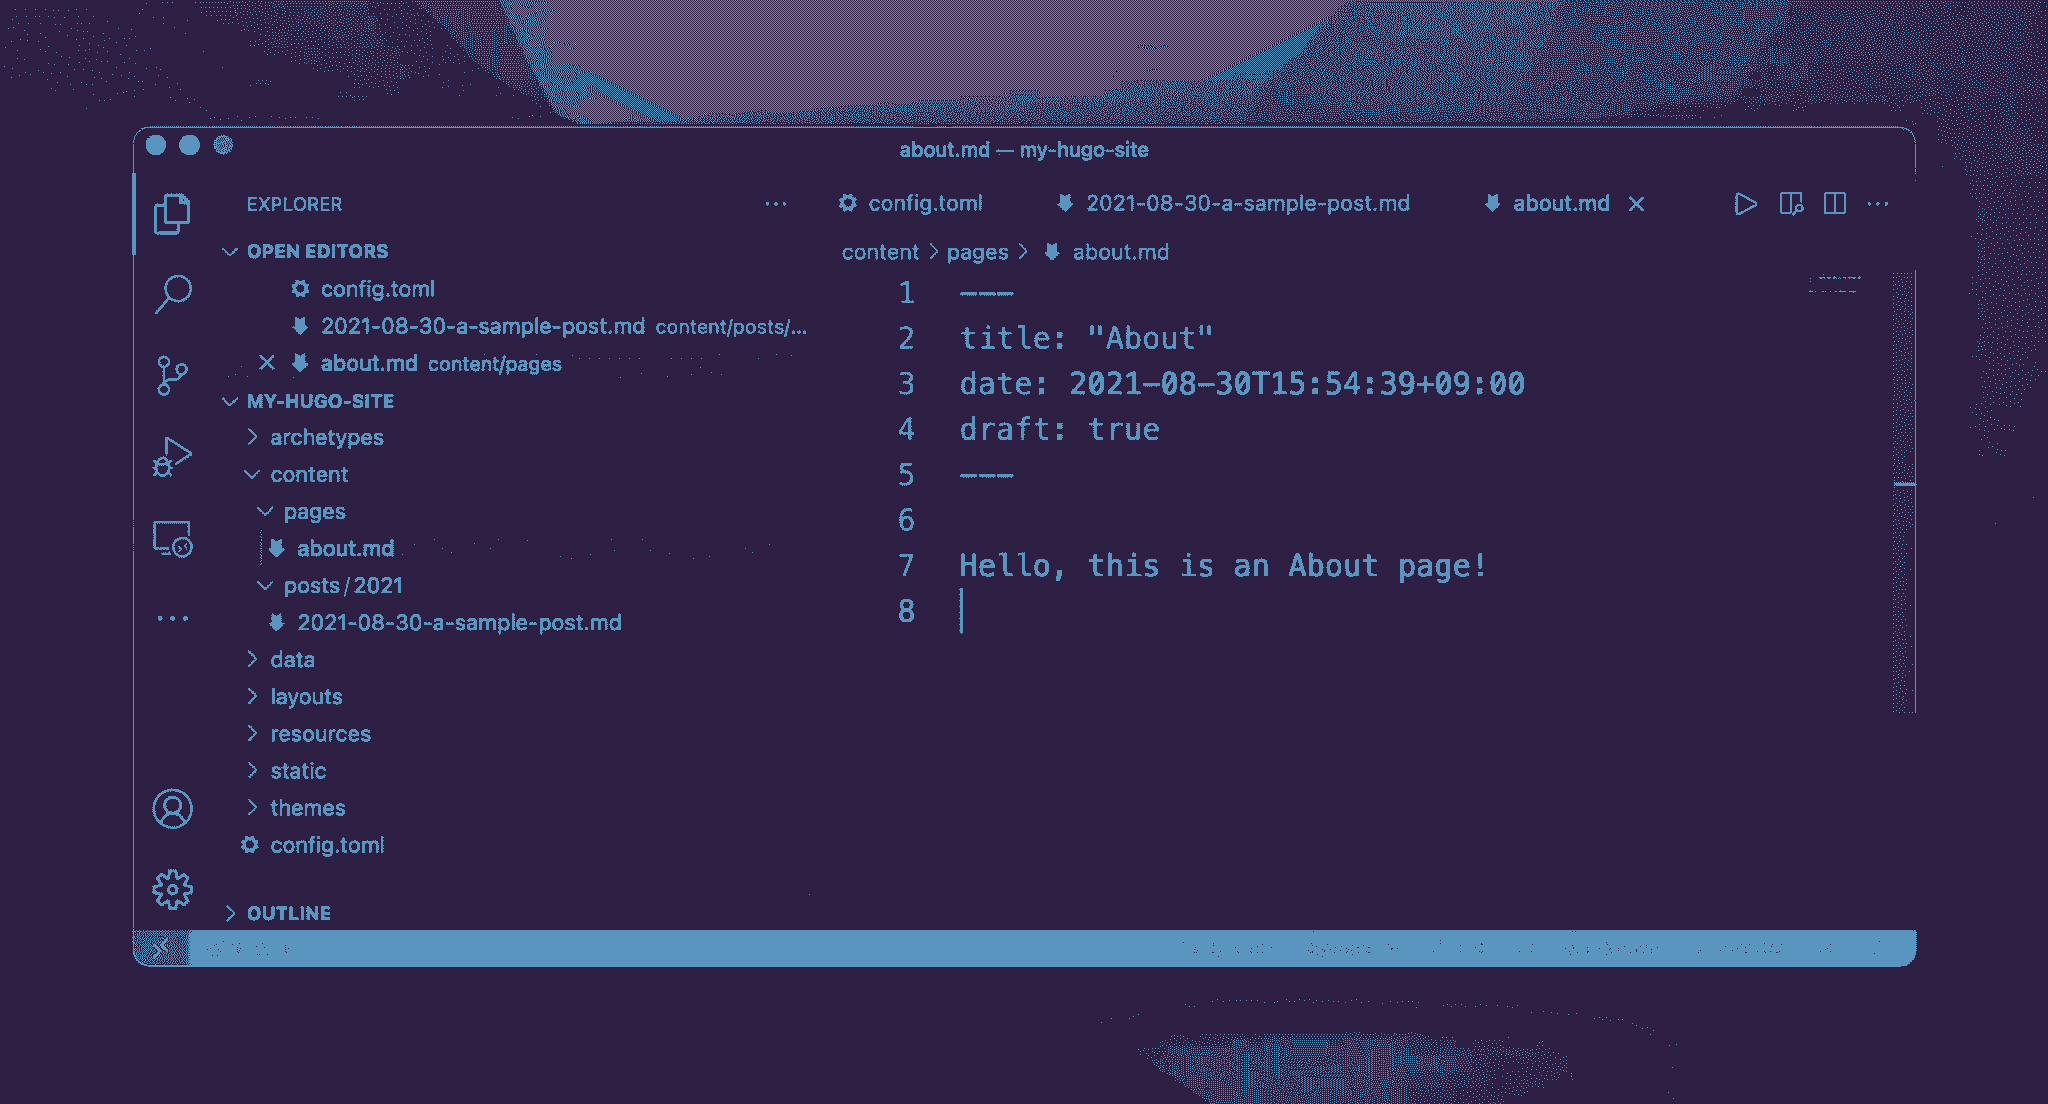 about.md — my-hugo-site
EXPLORER
OPEN EDITORS
config.toml
2021-08-30-a-sample-post.md content/posts/...
about.md content/pages
MY-HUGO-SITE
archetypes
content
pages
about.md
posts/2021
2021-08-30-a-sample-post.md
data
layouts
resources
static
themes
config.toml
OUTLINE
config.toml 2021-08-30-a-sample-post.md about.md
content > pages > about.md
1 ---
2 title: "About"
3 date: 2021-08-30T15:54:39+09:00
4 draft: true
5 ---
6
7 Hello, this is an About page!
8